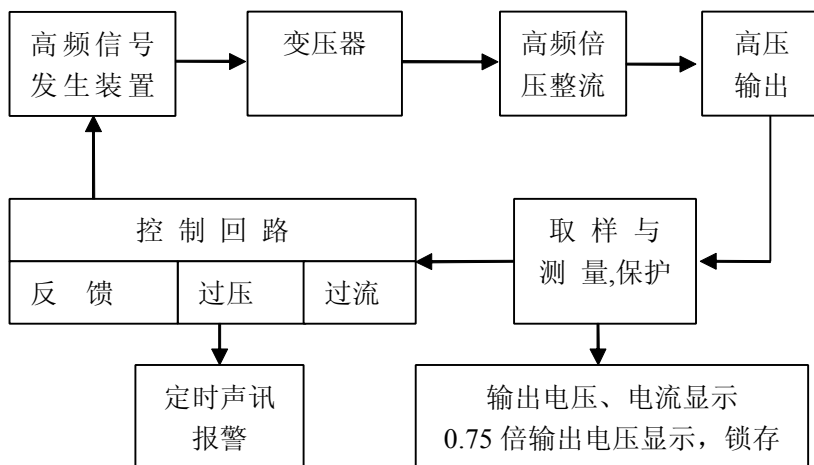 高频信号
发生装置
变压器
高频倍
压整流
高压
输出
控制回路
反馈
过压
过流
取样与
测量,保护
定时声讯
报警
输出电压、电流显示
0.75倍输出电压显示，锁存